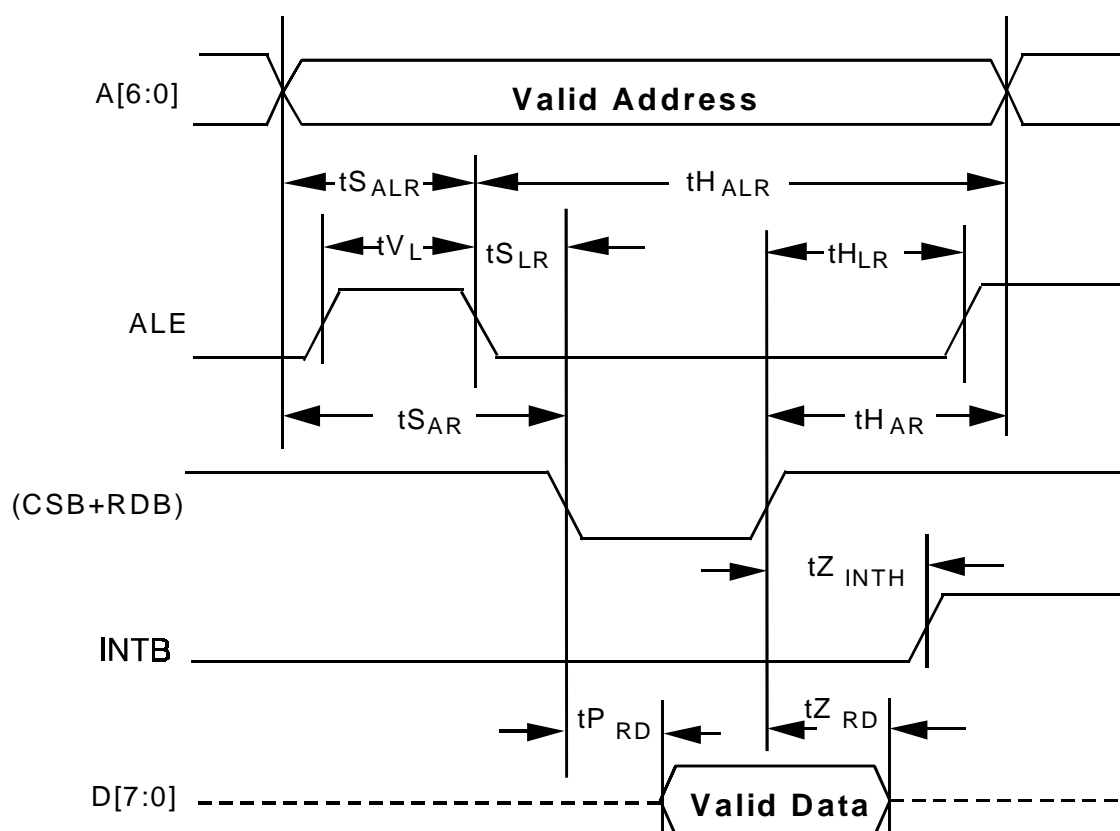 A[6:0]
Valid Address
tS ALR
tH ALR
tV L
tS LR
tH LR
ALE
tS AR
tH AR
(CSB+RDB)
tZ INTH
INTB
tP RD
tZ RD
D[7:0]
Valid Data